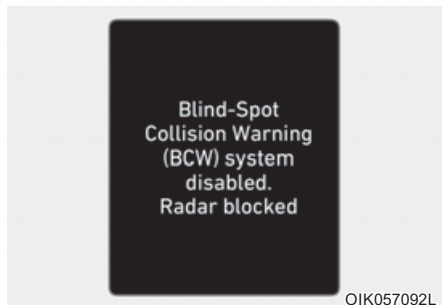 Blind-Spot
Collision Warning
(BCW) system
disabled.
Radar blocked
OIK057092L